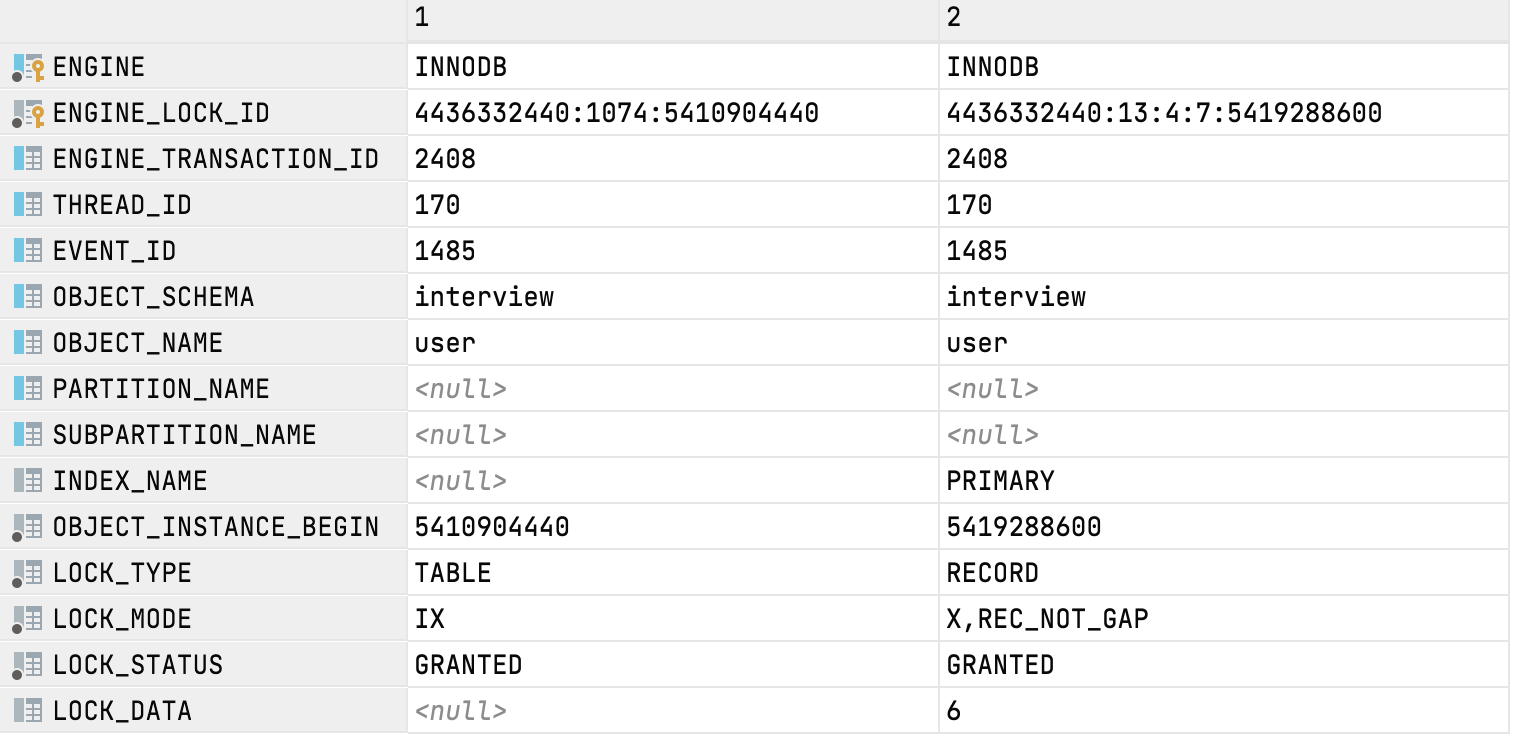 1 2
ENGINE INNODB INNODB
ENGINE_LOCK_ID 4436332440:1074:5410904440 4436332440:13:4:7:5419288600
ENGINE_TRANSACTION_ID 2408 2408
THREAD_ID 170 170
EVENT_ID 1485 1485
OBJECT_SCHEMA interview interview
OBJECT_NAME user user
PARTITION_NAME <null> <null>
SUBPARTITION_NAME <null> <null>
INDEX_NAME <null> PRIMARY
OBJECT_INSTANCE_BEGIN 5410904440 5419288600
LOCK_TYPE TABLE RECORD
LOCK_MODE IX X,REC_NOT_GAP
LOCK_STATUS GRANTED GRANTED
LOCK_DATA <null> 6